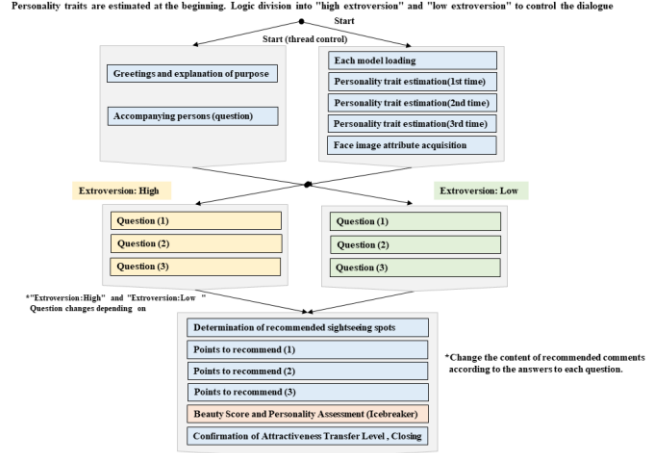 Personality traits are estimated at the beginning. Logic division into "high extroversion" and "low extroversion" to control the dialogue
Start
Start (thread control)
Greetings and explanation of purpose
Accompanying persons (question)
Each model loading
Personality trait estimation(1st time)
Personality trait estimation(2nd time)
Personality trait estimation(3rd time)
Face image attribute acquisition
Extroversion: High
Extroversion: Low
Question (1)
Question (2)
Question (3)
Question (1)
Question (2)
Question (3)
*"Extroversion:High" and "Extroversion:Low "
Question changes depending on
Determination of recommended sightseeing spots
Points to recommend (1)
Points to recommend (2)
Points to recommend (3)
Beauty Score and Personality Assessment (Icebreaker)
Confirmation of Attractiveness Transfer Level , Closing
*Change the content of recommended comments
according to the answers to each question.